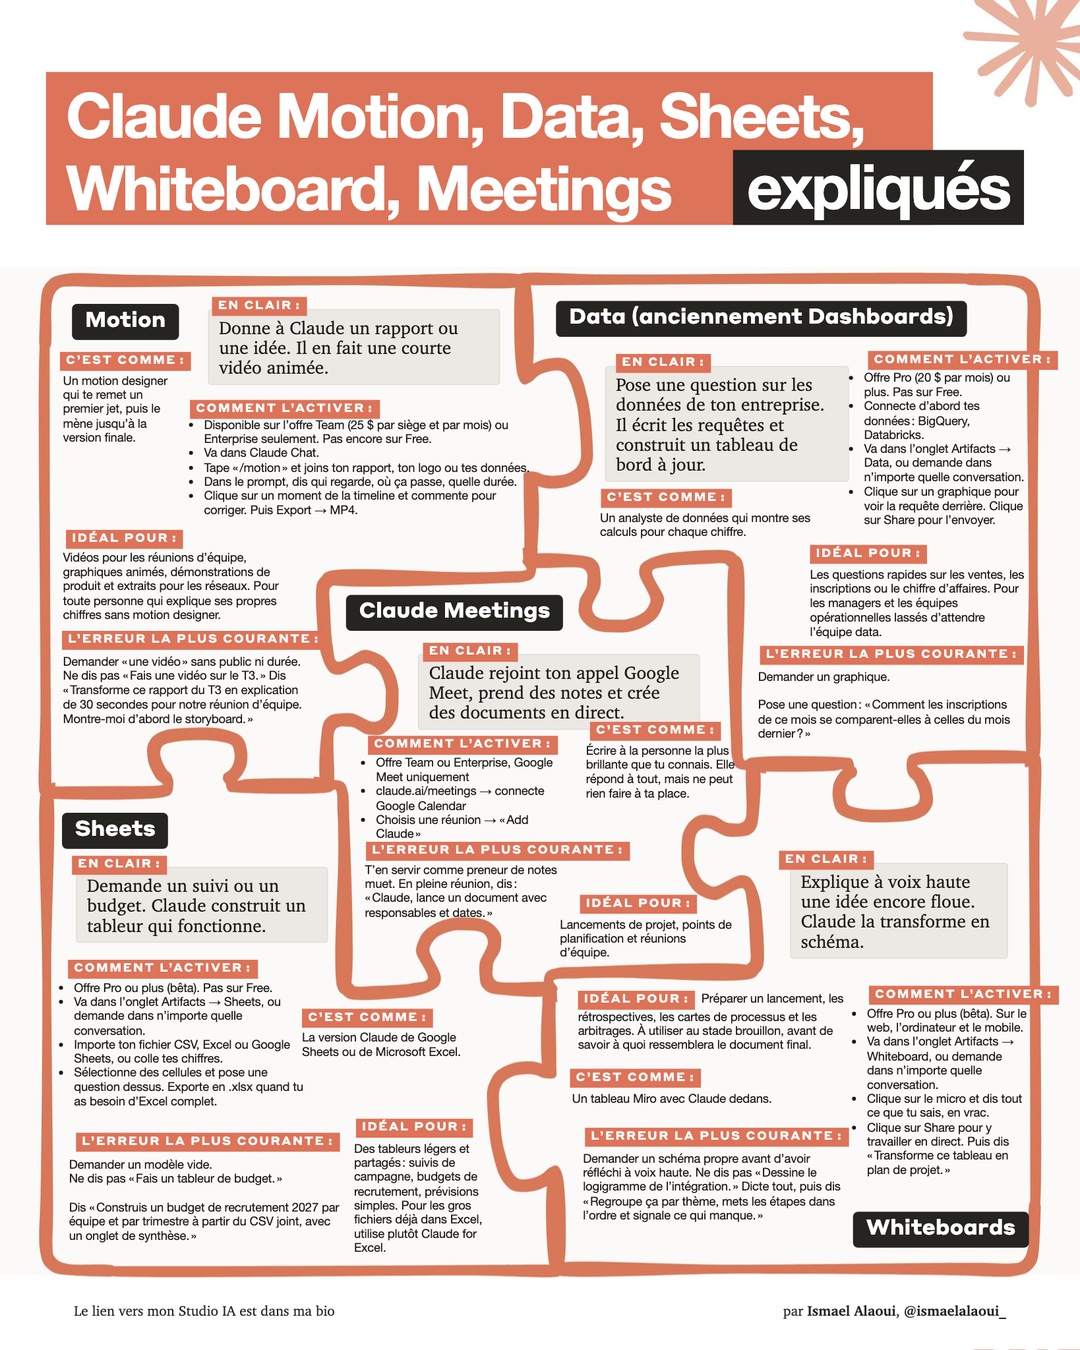 Claude Motion, Data, Sheets,
Whiteboard, Meetings
expliqués
Motion
EN CLAIR :
Donne à Claude un rapport ou
une idée. Il en fait une courte
vidéo animée.
C'EST COMME :
Un motion designer
qui te remet un
premier jet, puis le
mène jusqu'à la
version finale.
COMMENT L'ACTIVER :
• Disponible sur l'offre Team (25 $ par siège et par mois) ou
Enterprise seulement. Pas encore sur Free.
• Va dans Claude Chat.
• Tape « /motion » et joins ton rapport, ton logo ou tes données.
• Dans le prompt, dis qui regarde, où ça passe, quelle durée.
• Clique sur un moment de la timeline et commente pour
corriger. Puis Export → MP4.
IDÉAL POUR :
Vidéos pour les réunions d'équipe,
graphiques animés, démonstrations de
produit et extraits pour les réseaux. Pour
toute personne qui explique ses propres
chiffres sans motion designer.
L'ERREUR LA PLUS COURANTE :
Demander « une vidéo » sans public ni durée.
Ne dis pas « Fais une vidéo sur le T3. » Dis
« Transforme ce rapport du T3 en explication
de 30 secondes pour notre réunion d'équipe.
Montre-moi d'abord le storyboard. »
Data (anciennement Dashboards)
EN CLAIR :
Pose une question sur les
données de ton entreprise.
Il écrit les requêtes et
construit un tableau de
bord à jour.
C'EST COMME :
Un analyste de données qui montre ses
calculs pour chaque chiffre.
COMMENT L'ACTIVER :
• Offre Pro (20 $ par mois) ou
plus. Pas sur Free.
• Connecte d'abord tes
données : BigQuery,
Databricks.
• Va dans l'onglet Artifacts →
Data, ou demande dans
n'importe quelle conversation.
• Clique sur un graphique pour
voir la requête derrière. Clique
sur Share pour l'envoyer.
IDÉAL POUR :
Les questions rapides sur les ventes, les
inscriptions ou le chiffre d'affaires. Pour
les managers et les équipes
opérationnelles lassés d'attendre
l'équipe data.
L'ERREUR LA PLUS COURANTE :
Demander un graphique.
Pose une question : « Comment les inscriptions
de ce mois se comparent-elles à celles du mois
dernier ? »
Claude Meetings
EN CLAIR :
Claude rejoint ton appel Google
Meet, prend des notes et crée
des documents en direct.
COMMENT L'ACTIVER :
• Offre Team ou Enterprise, Google
Meet uniquement
• claude.ai/meetings → connecte
Google Calendar
• Choisis une réunion → « Add
Claude »
C'EST COMME :
Écrire à la personne la plus
brillante que tu connais. Elle
répond à tout, mais ne peut
rien faire à ta place.
L'ERREUR LA PLUS COURANTE :
T'en servir comme preneur de notes
muet. En pleine réunion, dis :
« Claude, lance un document avec
responsables et dates. »
IDÉAL POUR :
Lancements de projet, points de
planification et réunions
d'équipe.
Sheets
EN CLAIR :
Demande un suivi ou un
budget. Claude construit un
tableur qui fonctionne.
COMMENT L'ACTIVER :
• Offre Pro ou plus (bêta). Pas sur Free.
• Va dans l'onglet Artifacts → Sheets, ou
demande dans n'importe quelle
conversation.
• Importe ton fichier CSV, Excel ou Google
Sheets, ou colle tes chiffres.
• Sélectionne des cellules et pose une
question dessus. Exporte en .xlsx quand tu
as besoin d'Excel complet.
C'EST COMME :
La version Claude de Google
Sheets ou de Microsoft Excel.
L'ERREUR LA PLUS COURANTE :
Demander un modèle vide.
Ne dis pas « Fais un tableur de budget. »
Dis « Construis un budget de recrutement 2027 par
équipe et par trimestre à partir du CSV joint, avec
un onglet de synthèse. »
IDÉAL POUR :
Des tableurs légers et
partagés : suivis de
campagne, budgets de
recrutement, prévisions
simples. Pour les gros
fichiers déjà dans Excel,
utilise plutôt Claude for
Excel.
EN CLAIR :
Explique à voix haute
une idée encore floue.
Claude la transforme en
schéma.
IDÉAL POUR : Préparer un lancement, les
rétrospectives, les cartes de processus et les
arbitrages. À utiliser au stade brouillon, avant de
savoir à quoi ressemblera le document final.
C'EST COMME :
Un tableau Miro avec Claude dedans.
L'ERREUR LA PLUS COURANTE :
Demander un schéma propre avant d'avoir
réfléchi à voix haute. Ne dis pas « Dessine le
logigramme de l'intégration. » Dicte tout, puis dis
« Regroupe ça par thème, mets les étapes dans
l'ordre et signale ce qui manque. »
COMMENT L'ACTIVER :
• Offre Pro ou plus (bêta). Sur le
web, l'ordinateur et le mobile.
• Va dans l'onglet Artifacts →
Whiteboard, ou demande
dans n'importe quelle
conversation.
• Clique sur le micro et dis tout
ce que tu sais, en vrac.
• Clique sur Share pour y
travailler en direct. Puis dis
« Transforme ce tableau en
plan de projet. »
Whiteboards
Le lien vers mon Studio IA est dans ma bio
par Ismael Alaoui, @ismaelalaoui_